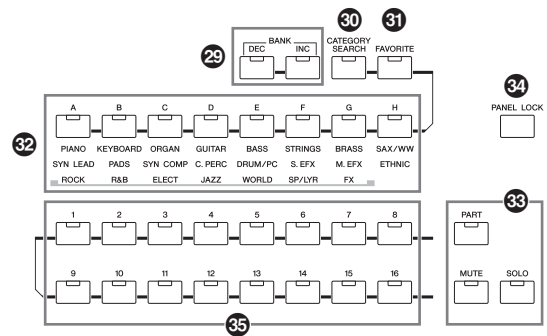 30 31
BANK CATEGORY
29 DEC INC SEARCH FAVORITE
34
PANEL LOCK
32 A B C D E F G H
PIANO KEYBOARD ORGAN GUITAR BASS STRINGS BRASS SAX/WW
SYN LEAD PADS SYN COMP C. PERC DRUM/PC S. EFX M. EFX ETHNIC
ROCK R&B ELECT JAZZ WORLD SP/LYR FX
33
1 2 3 4 5 6 7 8 PART
9 10 11 12 13 14 15 16 MUTE SOLO
35